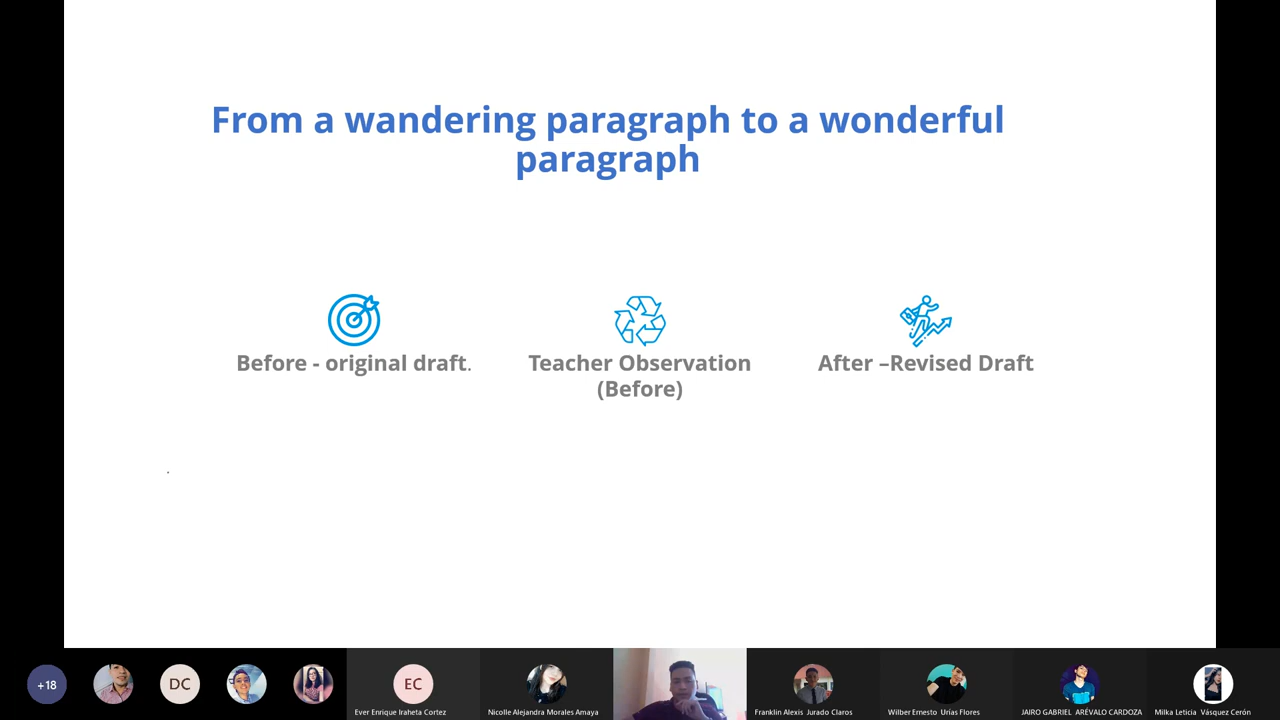 From a wandering paragraph to a wonderful
paragraph
Before - original draft.
Teacher Observation
(Before)
After –Revised Draft
.
+18
DC
EC
Ever Enrique Iraheta Cortez
Nicolle Alejandra Morales Amaya
Franklin Alexis Jurado Claros
Wilber Ernesto Urías Flores
JAIRO GABRIEL ARÉVALO CARDOZA
Milka Leticia Vásquez Cerón